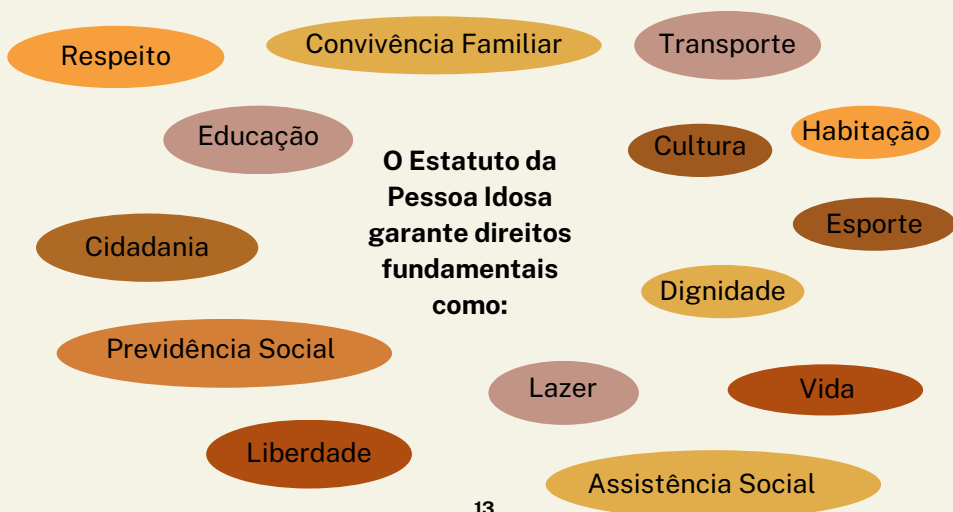 Respeito
Convivência Familiar
Transporte
Educação
Cultura
Habitação
O Estatuto da
Pessoa Idosa
garante direitos
fundamentais
como:
Cidadania
Esporte
Dignidade
Previdência Social
Lazer
Vida
Liberdade
Assistência Social
13